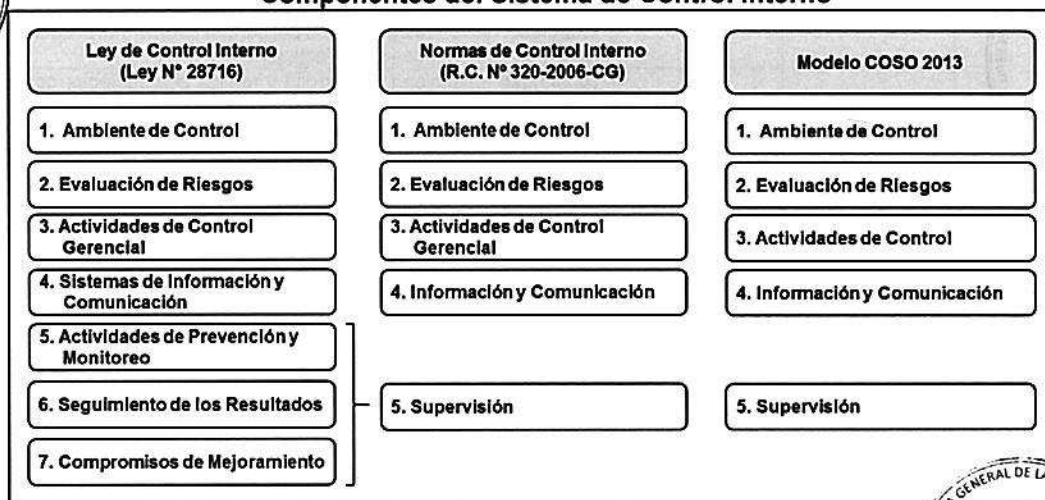 Componentes del Sistema de Control Interno
Ley de Control Interno
(Ley N° 28716)
1. Ambiente de Control
2. Evaluación de Riesgos
3. Actividades de Control
Gerencial
4. Sistemas de Información y
Comunicación
5. Actividades de Prevención y
Monitoreo
6. Seguimiento de los Resultados
7. Compromisos de Mejoramiento
Normas de Control Interno
(R.C. N° 320-2006-CG)
1. Ambiente de Control
2. Evaluación de Riesgos
3. Actividades de Control
Gerencial
4. Información y Comunicación
5. Supervisión
Modelo COSO 2013
1. Ambiente de Control
2. Evaluación de Riesgos
3. Actividades de Control
4. Información y Comunicación
5. Supervisión
GENERAL DE LA